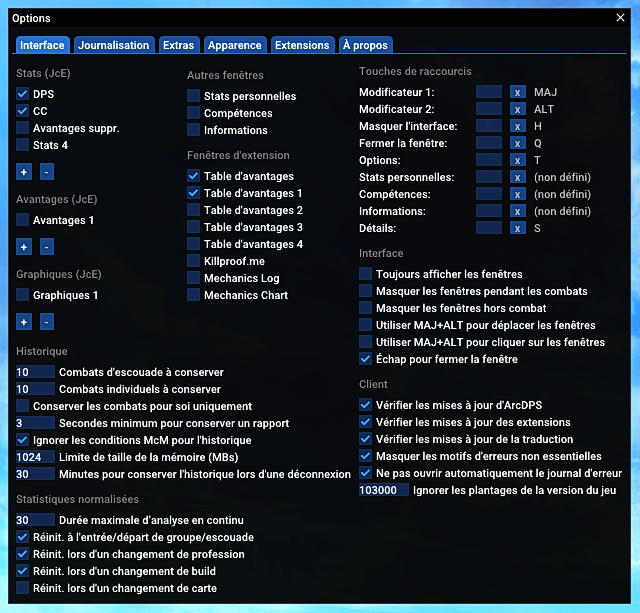 Options
Interface
Journalisation
Extras
Apparence
Extensions
À propos
Stats (JcE)
DPS
CC
Avantages suppr.
Stats 4
+ -
Avantages (JcE)
Avantages 1
+ -
Graphiques (JcE)
Graphiques 1
+ -
Autres fenêtres
Stats personnelles
Compétences
Informations
Fenêtres d'extension
Table d'avantages
Table d'avantages 1
Table d'avantages 2
Table d'avantages 3
Table d'avantages 4
Killproof.me
Mechanics Log
Mechanics Chart
Historique
10 Combats d'escouade à conserver
10 Combats individuels à conserver
Conserver les combats pour soi uniquement
3 Secondes minimum pour conserver un rapport
Ignorer les conditions McM pour l'historique
1024 Limite de taille de la mémoire (MBs)
30 Minutes pour conserver l'historique lors d'une déconnexion
Statistiques normalisées
30 Durée maximale d'analyse en continu
Réinit. à l'entrée/départ de groupe/escouade
Réinit. lors d'un changement de profession
Réinit. lors d'un changement de build
Réinit. lors d'un changement de carte
Touches de raccourcis
Modificateur 1: x MAJ
Modificateur 2: x ALT
Masquer l'interface: x H
Fermer la fenêtre: x Q
Options: x T
Stats personnelles: x (non défini)
Compétences: x (non défini)
Informations: x (non défini)
Détails: x S
Interface
Toujours afficher les fenêtres
Masquer les fenêtres pendant les combats
Masquer les fenêtres hors combat
Utiliser MAJ+ALT pour déplacer les fenêtres
Utiliser MAJ+ALT pour cliquer sur les fenêtres
Échap pour fermer la fenêtre
Client
Vérifier les mises à jour d'ArcDPS
Vérifier les mises à jour des extensions
Vérifier les mises à jour de la traduction
Masquer les motifs d'erreurs non essentielles
Ne pas ouvrir automatiquement le journal d'erreur
103000 Ignorer les plantages de la version du jeu